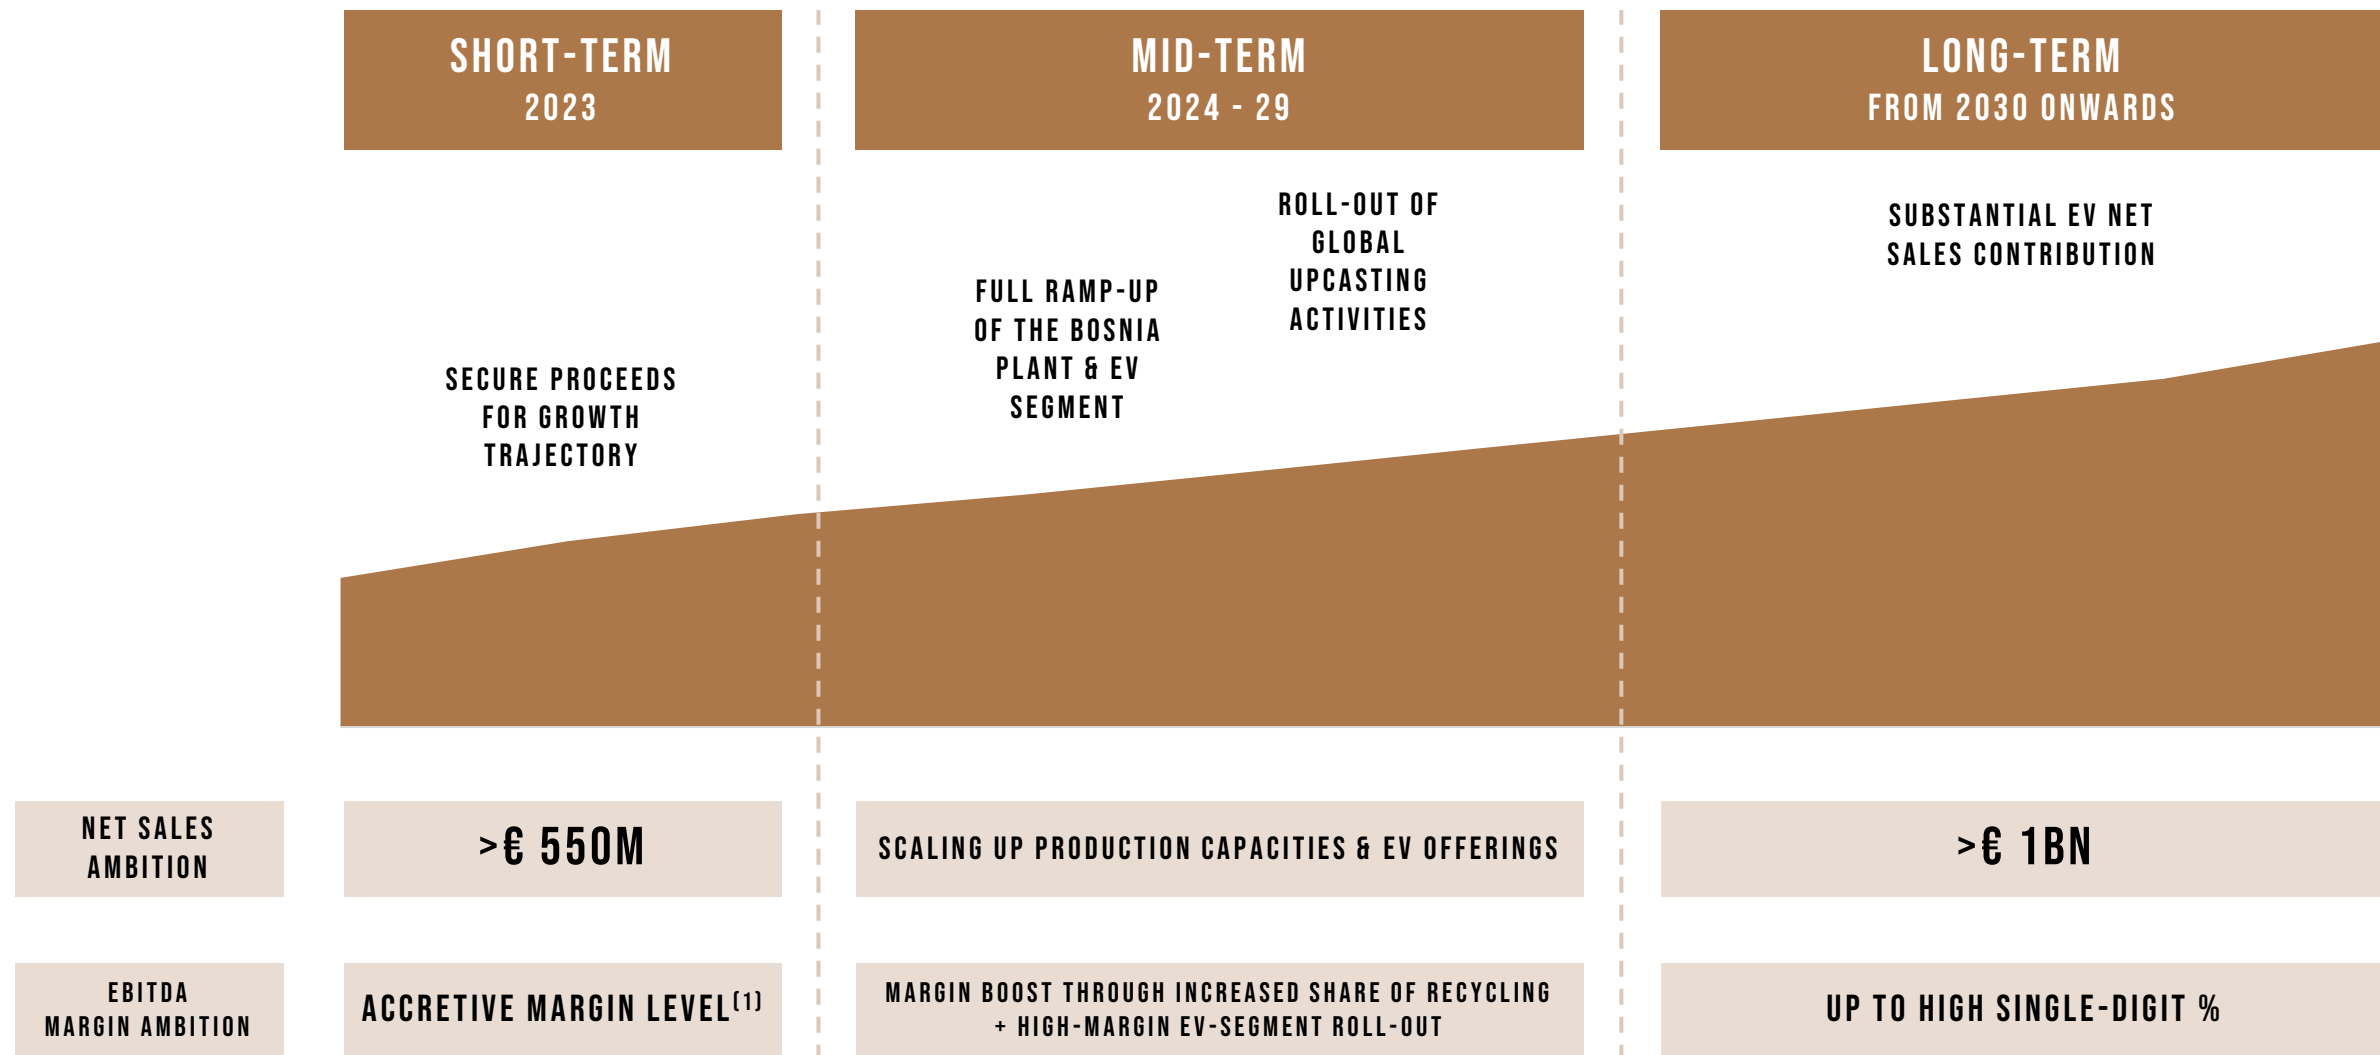 SHORT-TERM
2023
MID-TERM
2024 - 29
LONG-TERM
FROM 2030 ONWARDS
SECURE PROCEEDS
FOR GROWTH
TRAJECTORY
FULL RAMP-UP
OF THE BOSNIA
PLANT & EV
SEGMENT
ROLL-OUT OF
GLOBAL
UPCASTING
ACTIVITIES
SUBSTANTIAL EV NET
SALES CONTRIBUTION
NET SALES
AMBITION
>€ 550M
SCALING UP PRODUCTION CAPACITIES & EV OFFERINGS
>€ 1BN
EBITDA
MARGIN AMBITION
ACCRETIVE MARGIN LEVEL(1)
MARGIN BOOST THROUGH INCREASED SHARE OF RECYCLING
+ HIGH-MARGIN EV-SEGMENT ROLL-OUT
UP TO HIGH SINGLE-DIGIT %